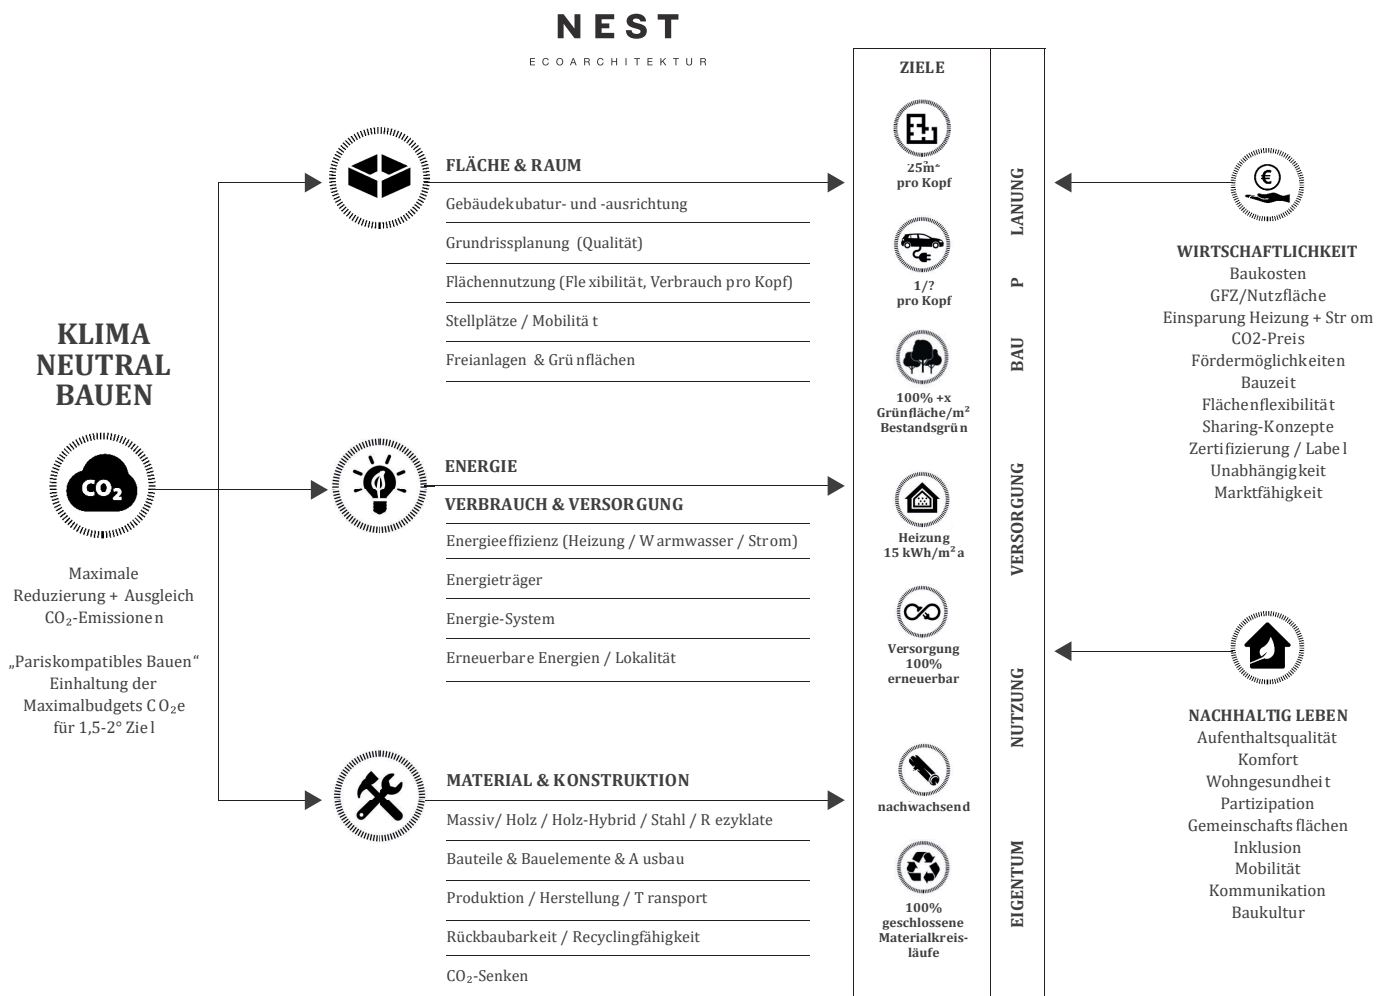 NEST
ECOARCHITEKTUR
KLIMA
NEUTRAL
BAUEN
CO₂
Maximale
Reduzierung + Ausgleich
CO₂-Emissionen
„Pariskompatibles Bauen“
Einhaltung der
Maximalbudgets CO₂e
für 1,5-2° Ziel
FLÄCHE & RAUM
Gebäudekubatur- und -ausrichtung
Grundrissplanung (Qualität)
Flächennutzung (Flexibilität, Verbrauch pro Kopf)
Stellplätze / Mobilität
Freianlagen & Grünflächen
ENERGIE
VERBRAUCH & VERSORGUNG
Energieeffizienz (Heizung / Warmwasser / Strom)
Energieträger
Energie-System
Erneuerbare Energien / Lokalität
MATERIAL & KONSTRUKTION
Massiv/ Holz / Holz-Hybrid / Stahl / Rezyklate
Bauteile & Bauelemente & Ausbau
Produktion / Herstellung / Transport
Rückbaubarkeit / Recyclingfähigkeit
CO₂-Senken
ZIELE
25m²
pro Kopf
1/?
pro Kopf
100% +x
Grünfläche/m²
Bestandsgrün
Heizung
15 kWh/m²a
Versorgung
100%
erneuerbar
nachwachsend
100%
geschlossene
Materialkreis-
läufe
P LANUNG
BAU
VERSORGUNG
NUTZUNG
EIGENTUM
€
WIRTSCHAFTLICHKEIT
Baukosten
GFZ/Nutzfläche
Einsparung Heizung + Strom
CO2-Preis
Fördermöglichkeiten
Bauzeit
Flächenflexibilität
Sharing-Konzepte
Zertifizierung / Label
Unabhängigkeit
Marktfähigkeit
NACHHALTIG LEBEN
Aufenthaltsqualität
Komfort
Wohngesundheit
Partizipation
Gemeinschaftsflächen
Inklusion
Mobilität
Kommunikation
Baukultur